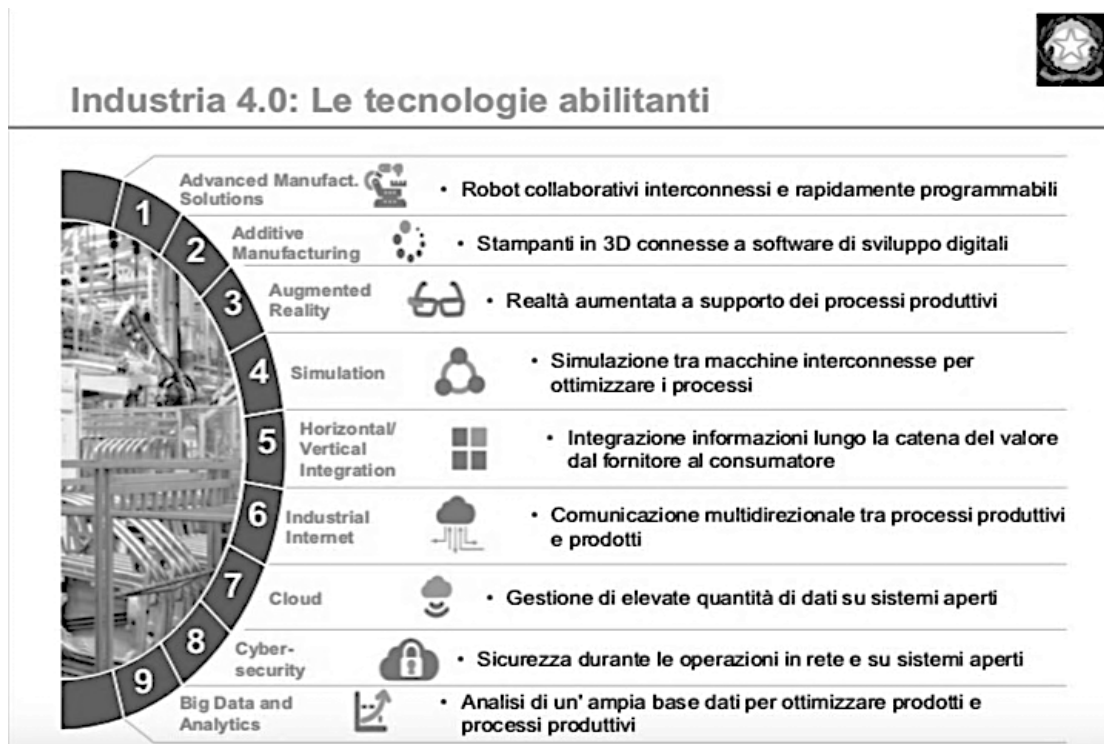 Industria 4.0: Le tecnologie abilitanti
1
Advanced Manufact.
Solutions
• Robot collaborativi interconnessi e rapidamente programmabili
2
Additive
Manufacturing
• Stampanti in 3D connesse a software di sviluppo digitali
3
Augmented
Reality
• Realtà aumentata a supporto dei processi produttivi
4
Simulation
• Simulazione tra macchine interconnesse per
ottimizzare i processi
5
Horizontal/
Vertical
Integration
• Integrazione informazioni lungo la catena del valore
dal fornitore al consumatore
6
Industrial
Internet
• Comunicazione multidirezionale tra processi produttivi
e prodotti
7
Cloud
• Gestione di elevate quantità di dati su sistemi aperti
8
Cyber-
security
• Sicurezza durante le operazioni in rete e su sistemi aperti
9
Big Data and
Analytics
• Analisi di un' ampia base dati per ottimizzare prodotti e
processi produttivi